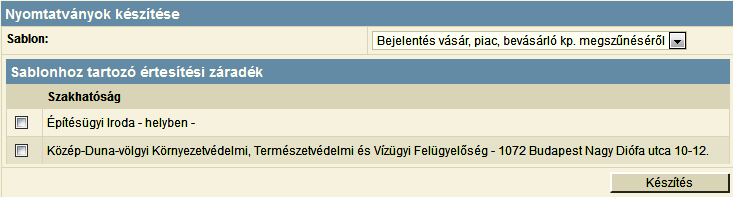 Nyomtatványok készítése
Sablon: Bejelentés vásár, piac, bevásárló kp. megszűnéséről
Sablonhoz tartozó értesítési záradék
Szakhatóság
Építésügyi Iroda - helyben -
Közép-Duna-völgyi Környezetvédelmi, Természetvédelmi és Vízügyi Felügyelőség - 1072 Budapest Nagy Diófa utca 10-12.
Készítés